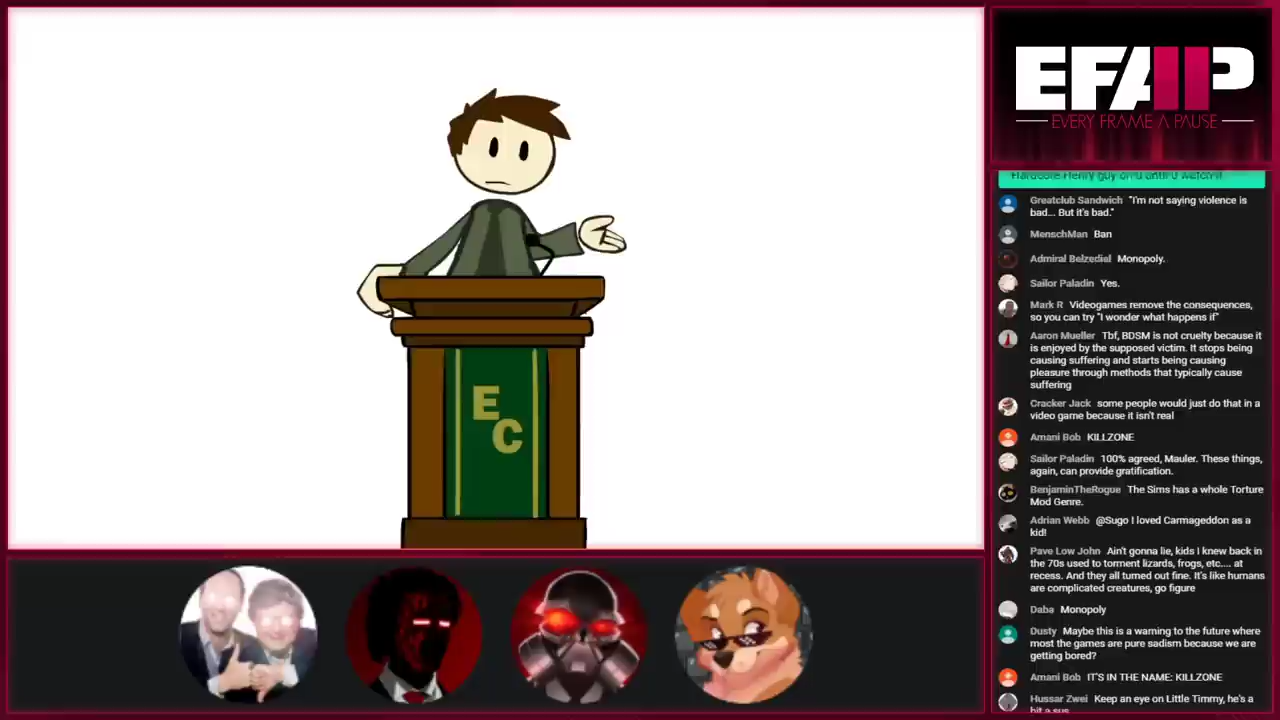 E
C
EFAP
EVERY FRAME A PAUSE
Hardcore Henry guy on u until u watch it
Greatclub Sandwich "I'm not saying violence is
bad... But it's bad."
MenschMan Ban
Admiral Belzedial Monopoly.
Sailor Paladin Yes.
Mark R Videogames remove the consequences,
so you can try "I wonder what happens if"
Aaron Mueller Tbf, BDSM is not cruelty because it
is enjoyed by the supposed victim. It stops being
causing suffering and starts being causing
pleasure through methods that typically cause
suffering
Cracker Jack some people would just do that in a
video game because it isn't real
Amani Bob KILLZONE
Sailor Paladin 100% agreed, Mauler. These things,
again, can provide gratification.
BenjaminTheRogue The Sims has a whole Torture
Mod Genre.
Adrian Webb @Sugo I loved Carmageddon as a
kid!
Pave Low John Ain't gonna lie, kids I knew back in
the 70s used to torment lizards, frogs, etc.... at
recess. And they all turned out fine. It's like humans
are complicated creatures, go figure
Daba Monopoly
Dusty Maybe this is a warning to the future where
most the games are pure sadism because we are
getting bored?
Amani Bob IT'S IN THE NAME: KILLZONE
Hussar Zwei Keep an eye on Little Timmy, he's a
bit a sus